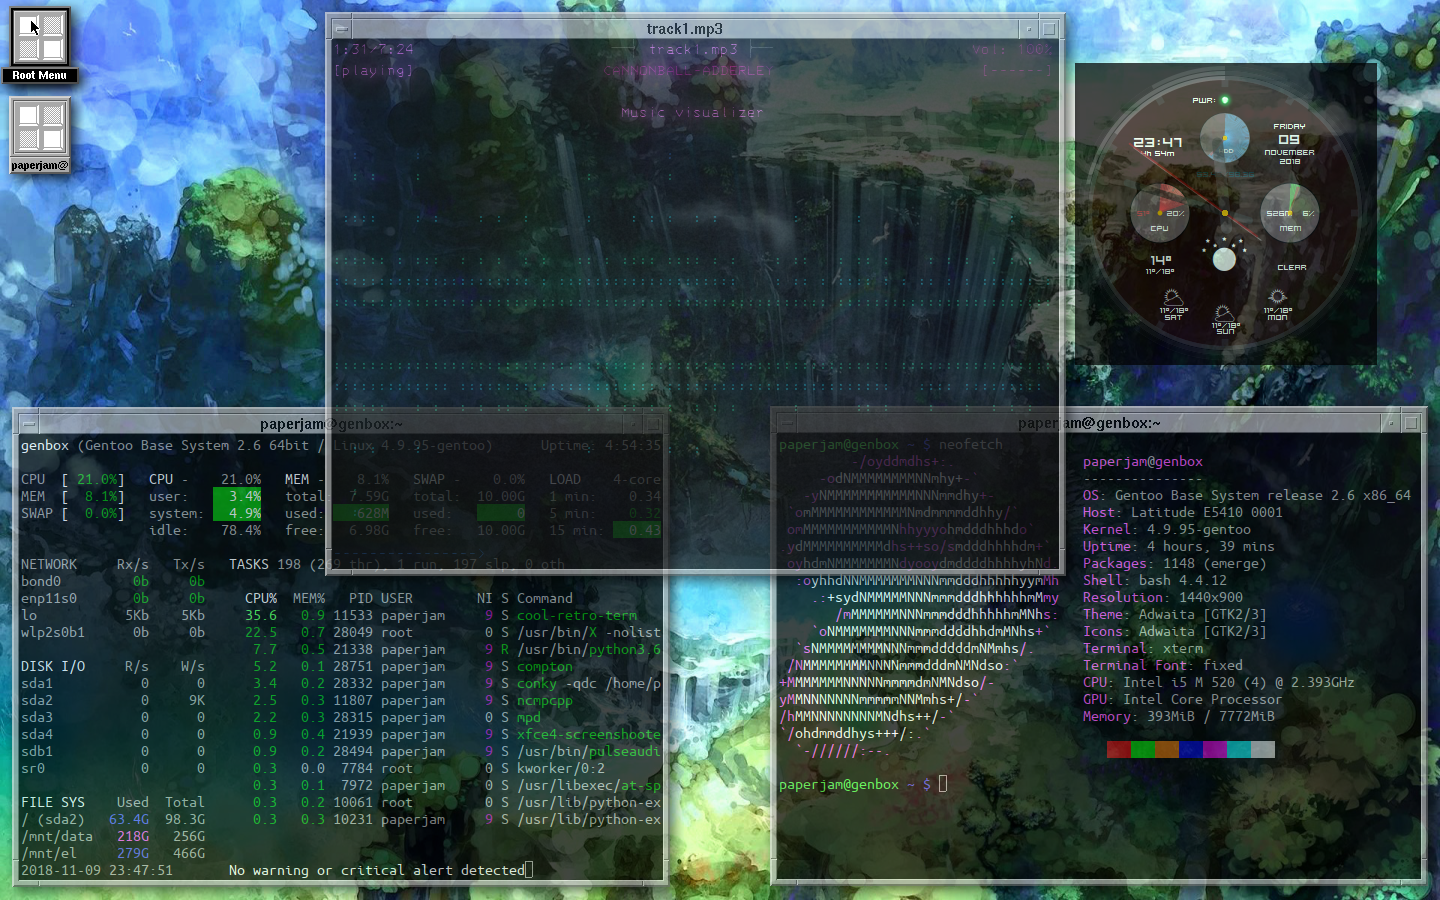 Root Menu
paperjam@
track1.mp3
1:31/7:24 track1.mp3 Vol: 100%
[playing] CANNONBALL-ADDERLEY [------]
Music visualizer
PWR:
23:47
4h 54m
FRIDAY
09
NOVEMBER
2018
20%
CPU
526M 6%
MEM
14°
11°/18°
CLEAR
11°/18°
SAT
11°/18°
SUN
11°/18°
MON
paperjam@genbox:~
genbox (Gentoo Base System 2.6 64bit / Linux 4.9.95-gentoo) Uptime: 4:54:35
CPU [ 21.0%] CPU - 21.0% MEM - 8.1% SWAP - 0.0% LOAD 4-core
MEM [ 8.1%] user: 3.4% total: 7.59G total: 10.00G 1 min: 0.34
SWAP [ 0.0%] system: 4.9% used: 628M used: 0 5 min: 0.32
idle: 78.4% free: 6.98G free: 10.00G 15 min: 0.43
NETWORK Rx/s Tx/s TASKS 198 (269 thr), 1 run, 197 slp, 0 oth
bond0 0b 0b
enp11s0 0b 0b CPU% MEM% PID USER NI S Command
lo 5Kb 5Kb 35.6 0.9 11533 paperjam 9 S cool-retro-term
wlp2s0b1 0b 0b 22.5 0.7 28049 root 0 S /usr/bin/X -nolist
7.7 0.5 21338 paperjam 9 R /usr/bin/python3.6
DISK I/O R/s W/s 5.2 0.1 28751 paperjam 9 S compton
sda1 0 0 3.4 0.2 28332 paperjam 9 S conky -qdc /home/p
sda2 0 9K 2.5 0.3 11807 paperjam 9 S ncmpcpp
sda3 0 0 2.2 0.3 28315 paperjam 0 S mpd
sda4 0 0 0.9 0.4 21939 paperjam 9 S xfce4-screenshoote
sdb1 0 0 0.9 0.2 28494 paperjam 9 S /usr/bin/pulseaudi
sr0 0 0 0.3 0.0 7784 root 0 S kworker/0:2
0.3 0.1 7972 paperjam 0 S /usr/libexec/at-sp
FILE SYS Used Total 0.3 0.2 10061 root 0 S /usr/lib/python-ex
/ (sda2) 63.4G 98.3G 0.3 0.3 10231 paperjam 9 S /usr/lib/python-ex
/mnt/data 218G 256G
/mnt/el 279G 466G
2018-11-09 23:47:51 No warning or critical alert detected
paperjam@genbox:~
paperjam@genbox ~ $ neofetch
paperjam@genbox
---------------
OS: Gentoo Base System release 2.6 x86_64
Host: Latitude E5410 0001
Kernel: 4.9.95-gentoo
Uptime: 4 hours, 39 mins
Packages: 1148 (emerge)
Shell: bash 4.4.12
Resolution: 1440x900
Theme: Adwaita [GTK2/3]
Icons: Adwaita [GTK2/3]
Terminal: xterm
Terminal Font: fixed
CPU: Intel i5 M 520 (4) @ 2.393GHz
GPU: Intel Core Processor
Memory: 393MiB / 7772MiB
paperjam@genbox ~ $